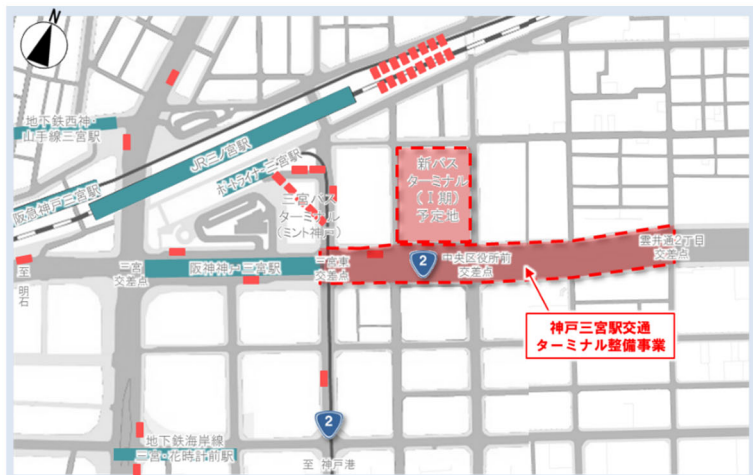 N
地下鉄西神・
山手線三宮駅
JR三ノ宮駅
ポートライナー三宮駅
阪急神戸三宮駅
三宮バス
ターミナル
(ミント神戸)
新バス
ターミナル
(Ⅰ期)
予定地
至 明石
三宮
交差点
阪神神戸三宮駅
三宮東
交差点
2
中央区役所前
交差点
雲井通2丁目
交差点
神戸三宮駅交通
ターミナル整備事業
2
地下鉄海岸線
三宮・花時計前駅
至 神戸港